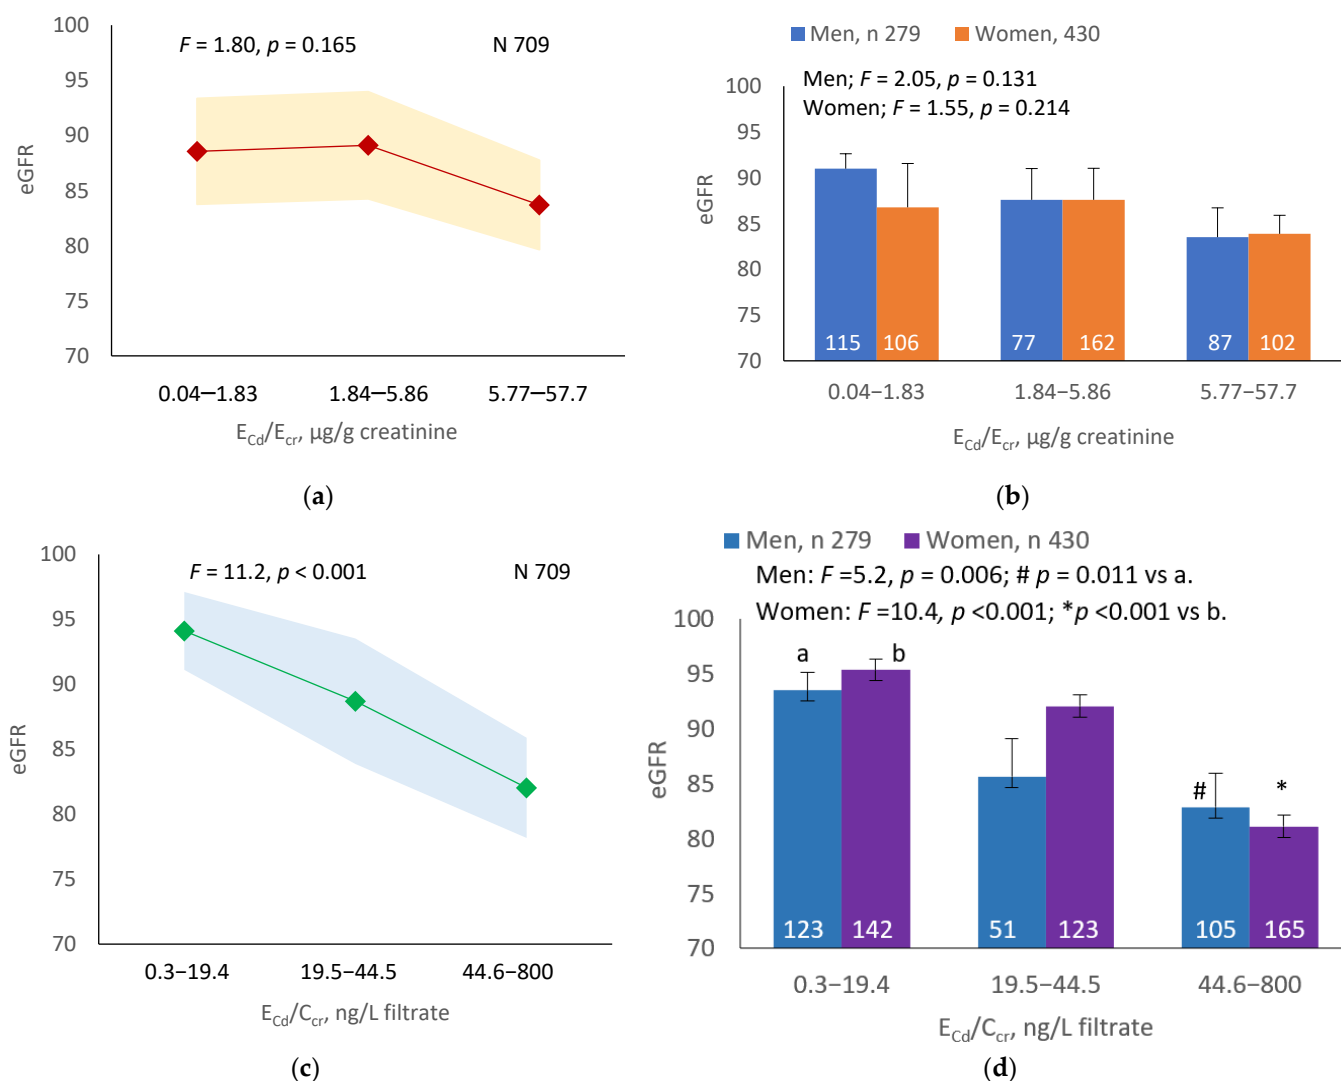 F = 1.80, p = 0.165
N 709
100
95
90
85
80
75
70
eGFR
0.04–1.83
1.84–5.86
5.77–57.7
ECd/Ecr, µg/g creatinine
(a)
Men, n 279
Women, 430
Men; F = 2.05, p = 0.131
Women; F = 1.55, p = 0.214
100
95
90
85
80
75
70
eGFR
115
106
77
162
87
102
0.04−1.83
1.84−5.86
5.77−57.7
ECd/Ecr, µg/g creatinine
(b)
F = 11.2, p < 0.001
N 709
100
95
90
85
80
75
70
eGFR
0.3−19.4
19.5−44.5
44.6−800
ECd/Ccr, ng/L filtrate
(c)
Men, n 279
Women, n 430
Men: F =5.2, p = 0.006; # p = 0.011 vs a.
Women: F =10.4, p <0.001; *p <0.001 vs b.
100
95
90
85
80
75
70
eGFR
a
b
#
*
123
142
51
123
105
165
0.3−19.4
19.5−44.5
44.6−800
ECd/Ccr, ng/L filtrate
(d)